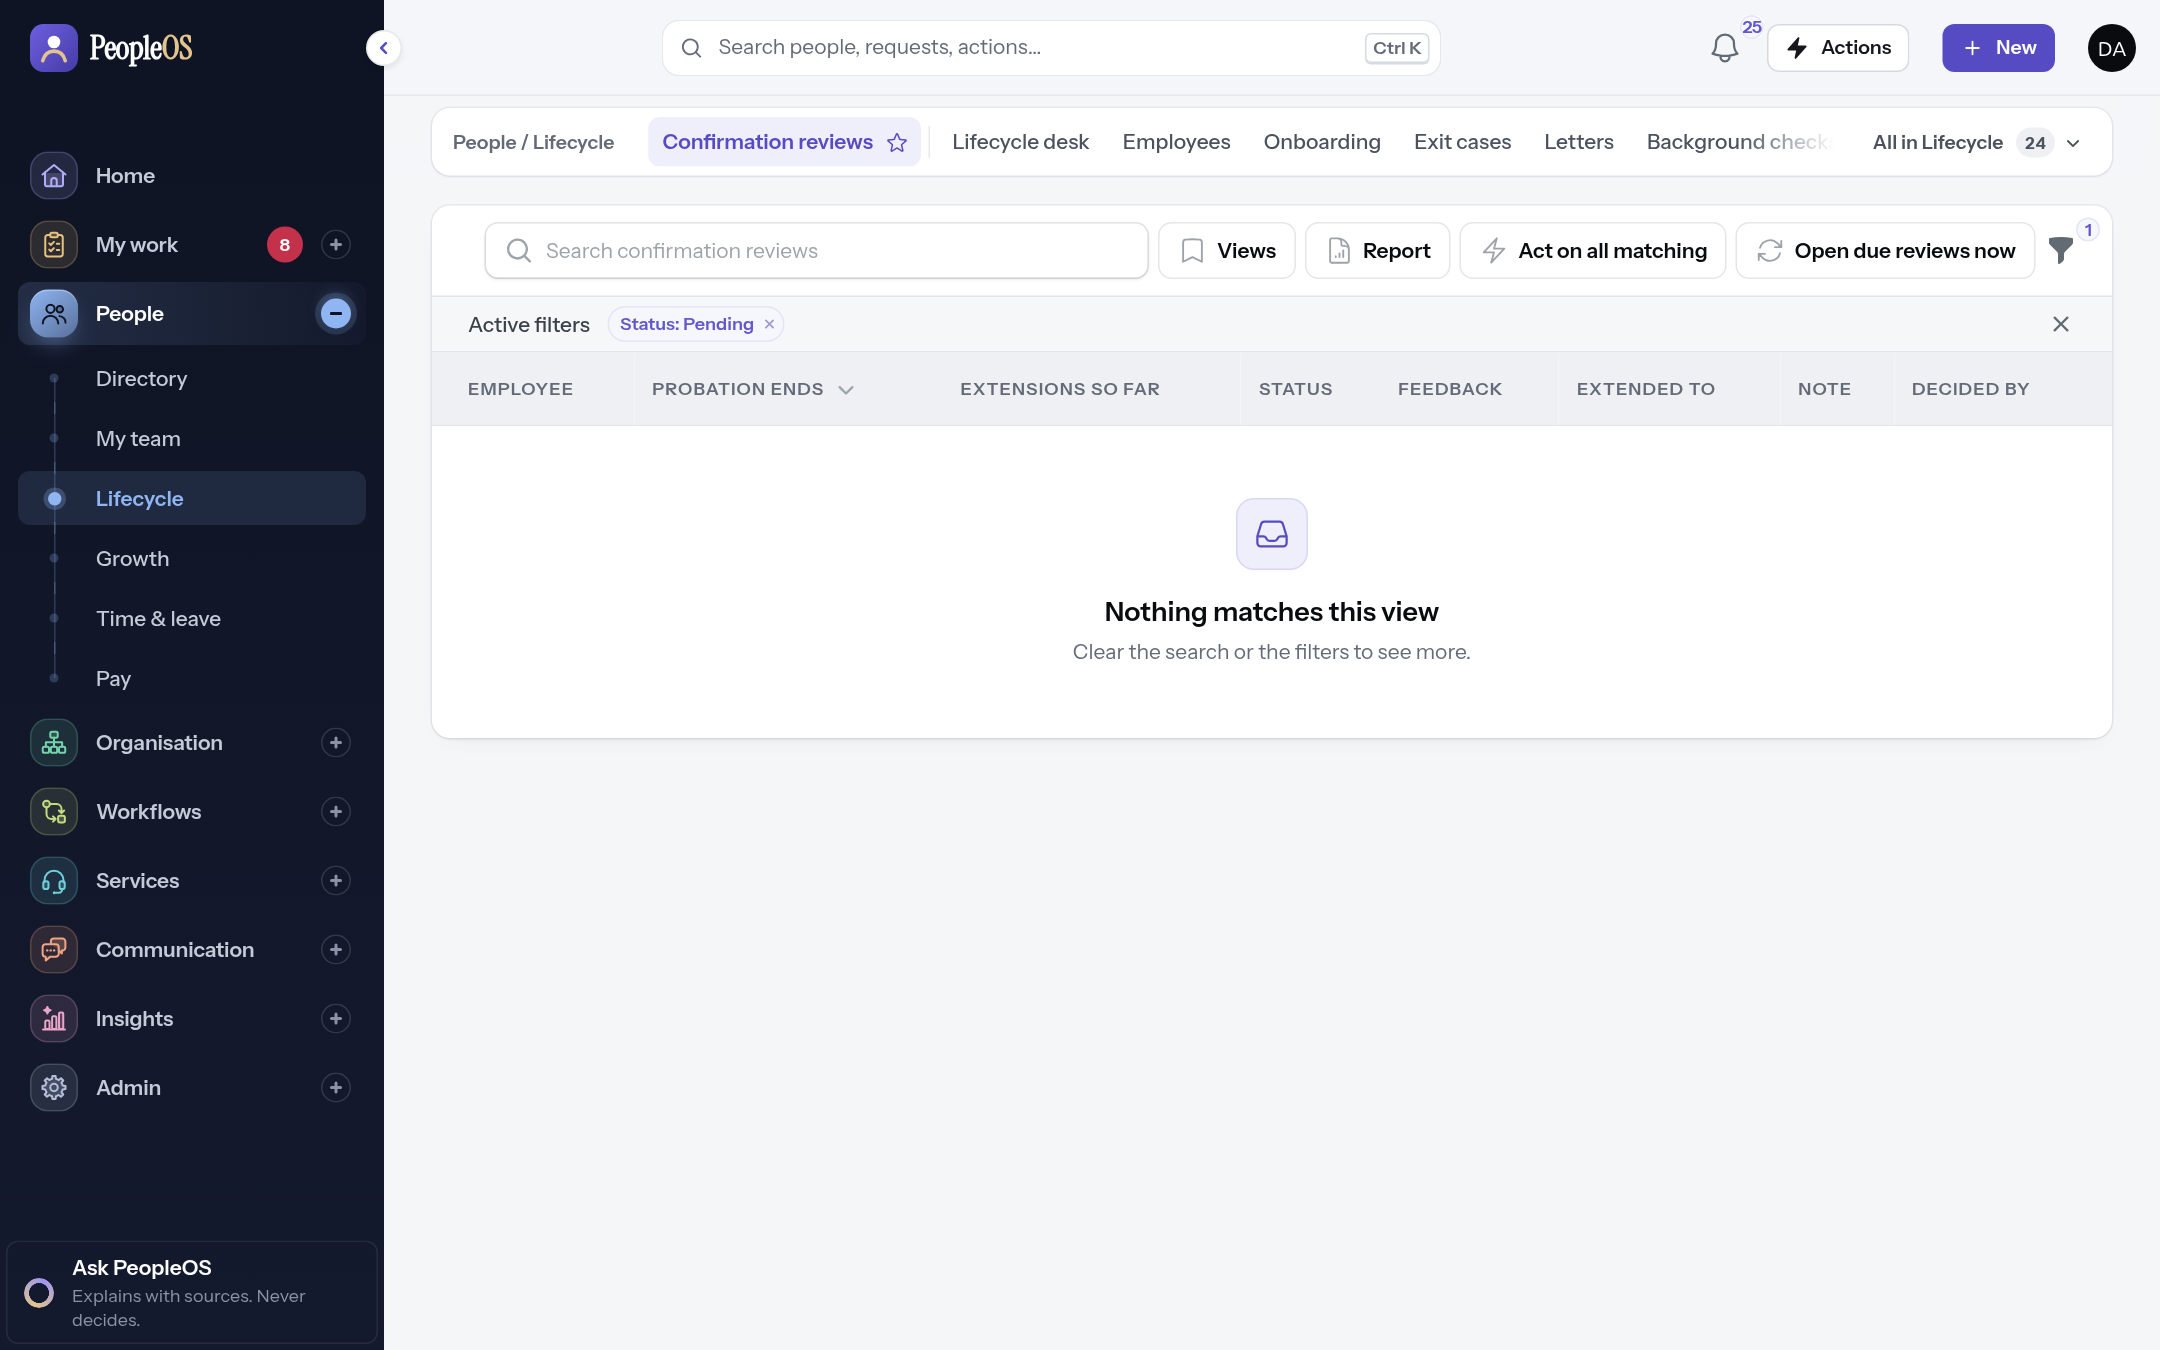 PeopleOS
Search people, requests, actions...
Ctrl K
25
Actions
New
DA
Home
My work
8
People
Directory
My team
Lifecycle
Growth
Time & leave
Pay
Organisation
Workflows
Services
Communication
Insights
Admin
Ask PeopleOS
Explains with sources. Never
decides.
People / Lifecycle
Confirmation reviews
Lifecycle desk
Employees
Onboarding
Exit cases
Letters
Background checks
All in Lifecycle
24
Search confirmation reviews
Views
Report
Act on all matching
Open due reviews now
1
Active filters
Status: Pending
EMPLOYEE
PROBATION ENDS
EXTENSIONS SO FAR
STATUS
FEEDBACK
EXTENDED TO
NOTE
DECIDED BY
Nothing matches this view
Clear the search or the filters to see more.